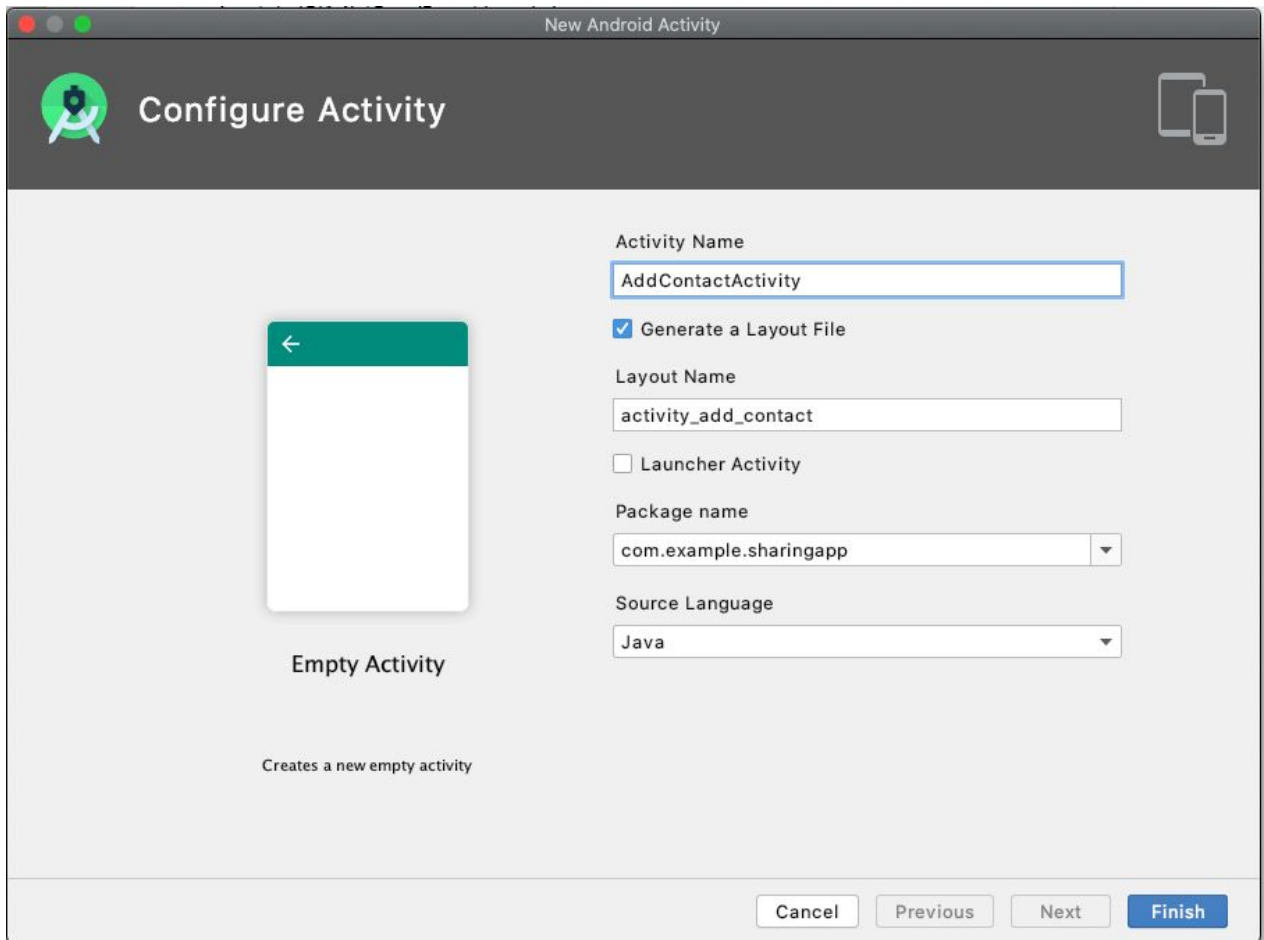 New Android Activity
Configure Activity
Activity Name
AddContactActivity
Generate a Layout File
Layout Name
activity_add_contact
Launcher Activity
Package name
com.example.sharingapp
Source Language
Java
Empty Activity
Creates a new empty activity
Cancel
Previous
Next
Finish